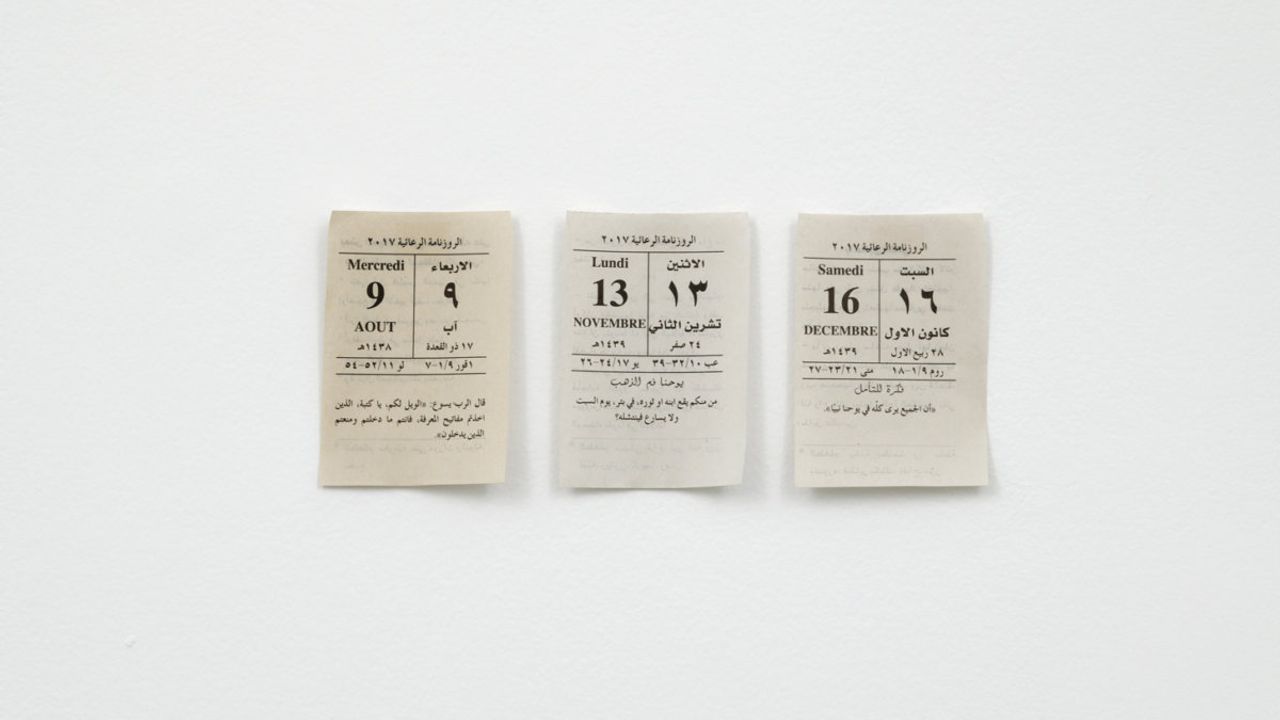 الروزنامة الرعائية ٢٠١٧
Mercredi الاربعاء
9 ٩
AOUT آب
١٤٣٨هـ ١٧ ذو القعدة
١قور ١/٩-٧ لو ٥٢/١١-٥٤
قال الرب يسوع: «الويل لكم، يا كتبة، الذين
اخذتم مفاتيح المعرفة، فانتم ما دخلتم ومنعتم
الذين يدخلون».
الروزنامة الرعائية ٢٠١٧
Lundi الاثنين
13 ١٣
NOVEMBRE تشرين الثاني
١٤٣٩هـ ٢٤ صفر
عب ٣٢/١٠-٣٩ يو ٢٤/١٧-٢٦
يوحنا فم الذهب
من منكم يقع ابنه او ثوره، في بئر، يوم السبت
ولا يسارع فينتشله؟
الروزنامة الرعائية ٢٠١٧
Samedi السبت
16 ١٦
DECEMBRE كانون الاول
١٤٣٩هـ ٢٨ ربيع الاول
روم ١/٩-١٨ متى ٢٣/٢١-٢٧
فكرة للتأمل
«أن الجميع يرى كلّه في يوحنا نبيًا».